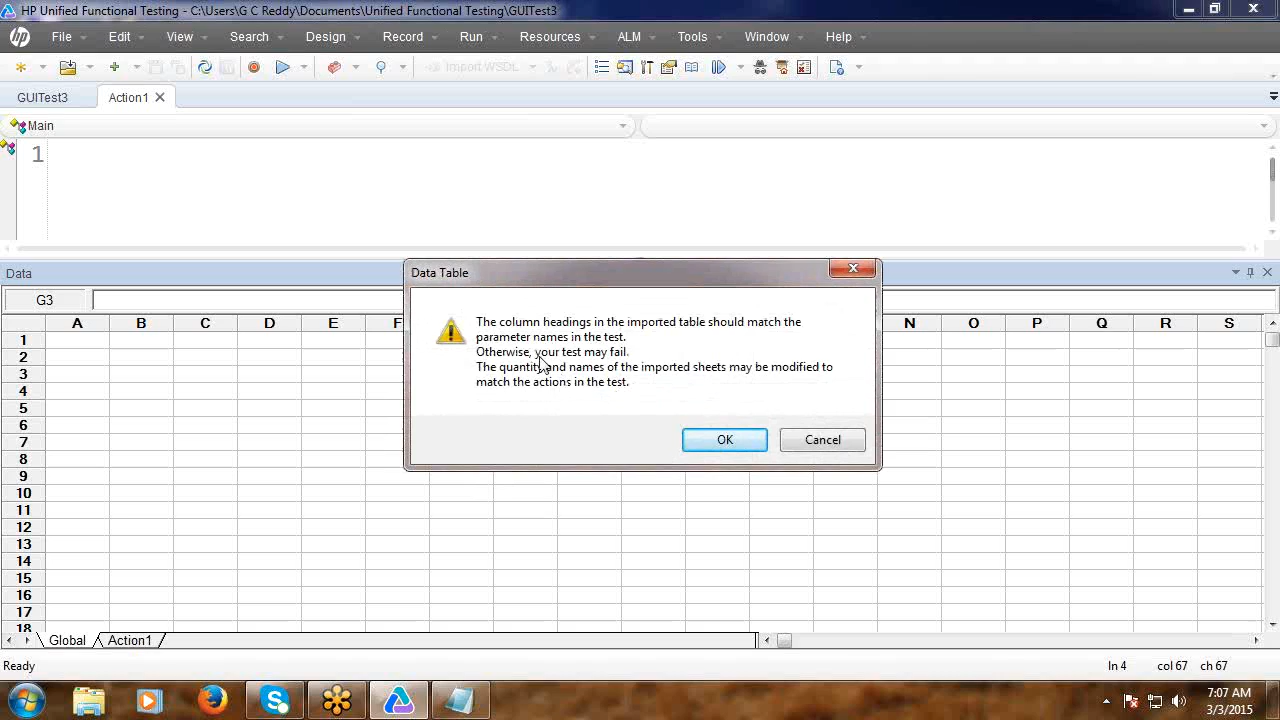 HP Unified Functional Testing - C:\Users\G C Reddy\Documents\Unified Functional Testing\GUITest3
hp File Edit View Search Design Record Run Resources ALM Tools Window Help
Import WSDL
GUITest3 Action1
Main
1
Data
G3
Data Table
The column headings in the imported table should match the
parameter names in the test.
Otherwise, your test may fail.
The quantity and names of the imported sheets may be modified to
match the actions in the test.
OK Cancel
A B C D E F N O P Q R S
1
2
3
4
5
6
7
8
9
10
11
12
13
14
15
16
17
18
Global Action1
Ready ln 4 col 67 ch 67
7:07 AM
3/3/2015